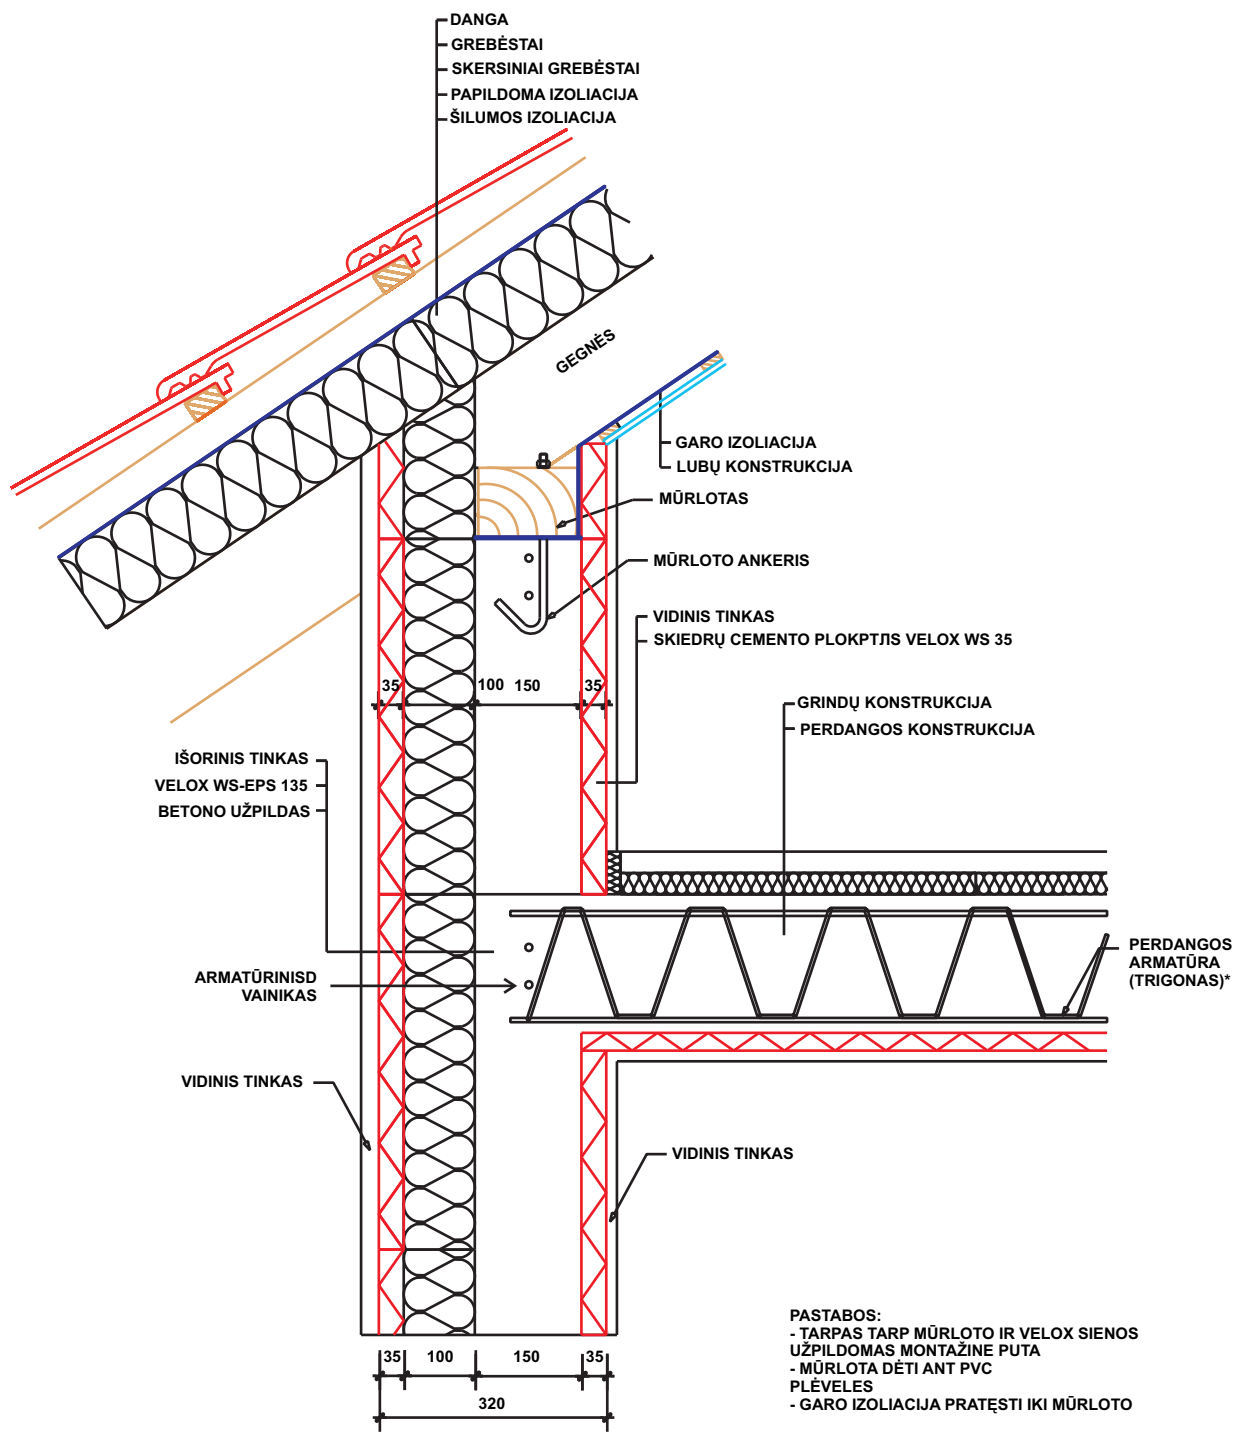 DANGA
GREBĖSTAI
SKERSINIAI GREBĖSTAI
PAPILDOMA IZOLIACIJA
ŠILUMOS IZOLIACIJA
GEGNĖS
GARO IZOLIACIJA
LUBŲ KONSTRUKCIJA
MŪRLOTAS
MŪRLOTO ANKERIS
VIDINIS TINKAS
SKIEDRŲ CEMENTO PLOKPTJIS VELOX WS 35
35 100 150 35
GRINDŲ KONSTRUKCIJA
PERDANGOS KONSTRUKCIJA
IŠORINIS TINKAS
VELOX WS-EPS 135
BETONO UŽPILDAS
ARMATŪRINISD
VAINIKAS
PERDANGOS
ARMATŪRA
(TRIGONAS)*
VIDINIS TINKAS
VIDINIS TINKAS
35 100 150 35
320
PASTABOS:
- TARPAS TARP MŪRLOTO IR VELOX SIENOS
UŽPILDOMAS MONTAŽINE PUTA
- MŪRLOTA DĖTI ANT PVC
PLĖVELES
- GARO IZOLIACIJA PRATĘSTI IKI MŪRLOTO